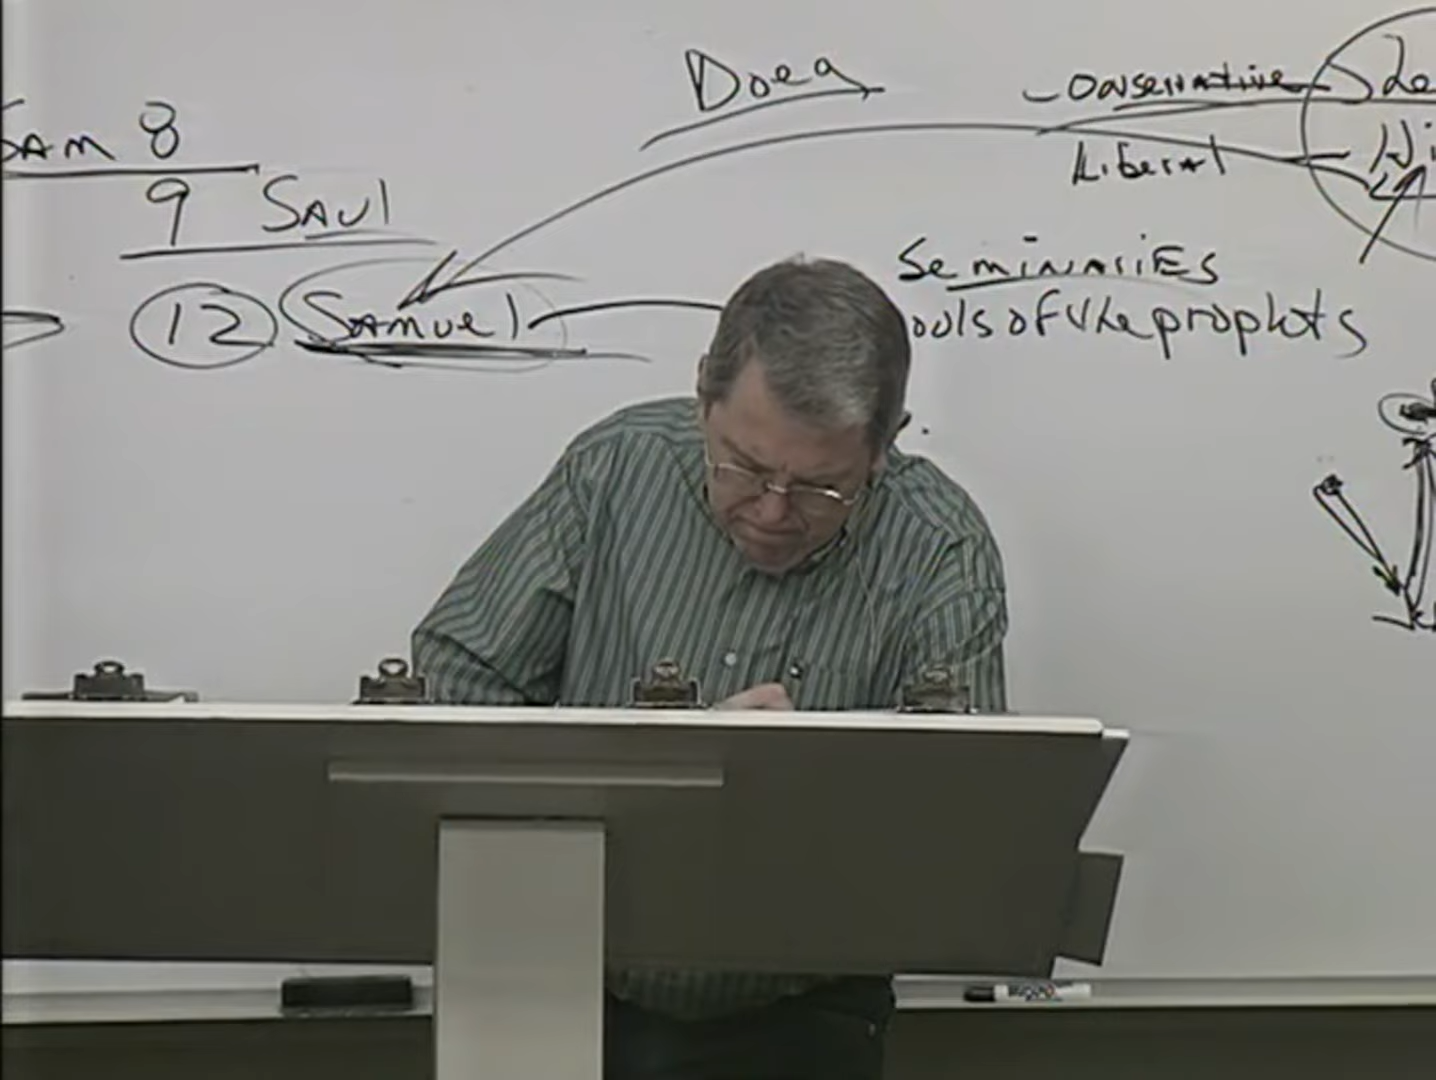 Doeg
Conservative
Liberal
SAM 8
9 SAUl
12 SAMuel
SeMINARIES
ools of the prophets